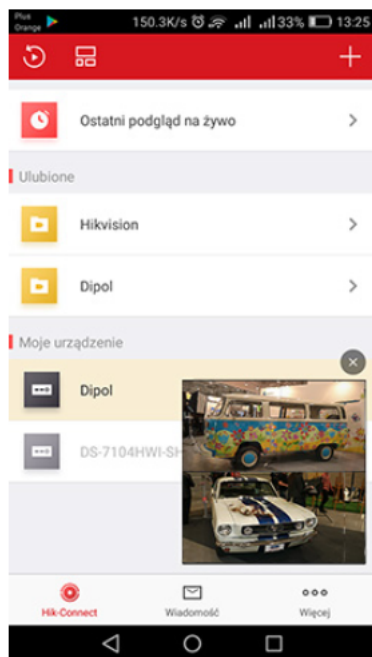 Plus
Orange
150.3K/s
33%
13:25
Ostatni podgląd na żywo
Ulubione
Hikvision
Dipol
Moje urządzenie
Dipol
DS-7104HWI-SH
Hik-Connect
Wiadomość
Więcej